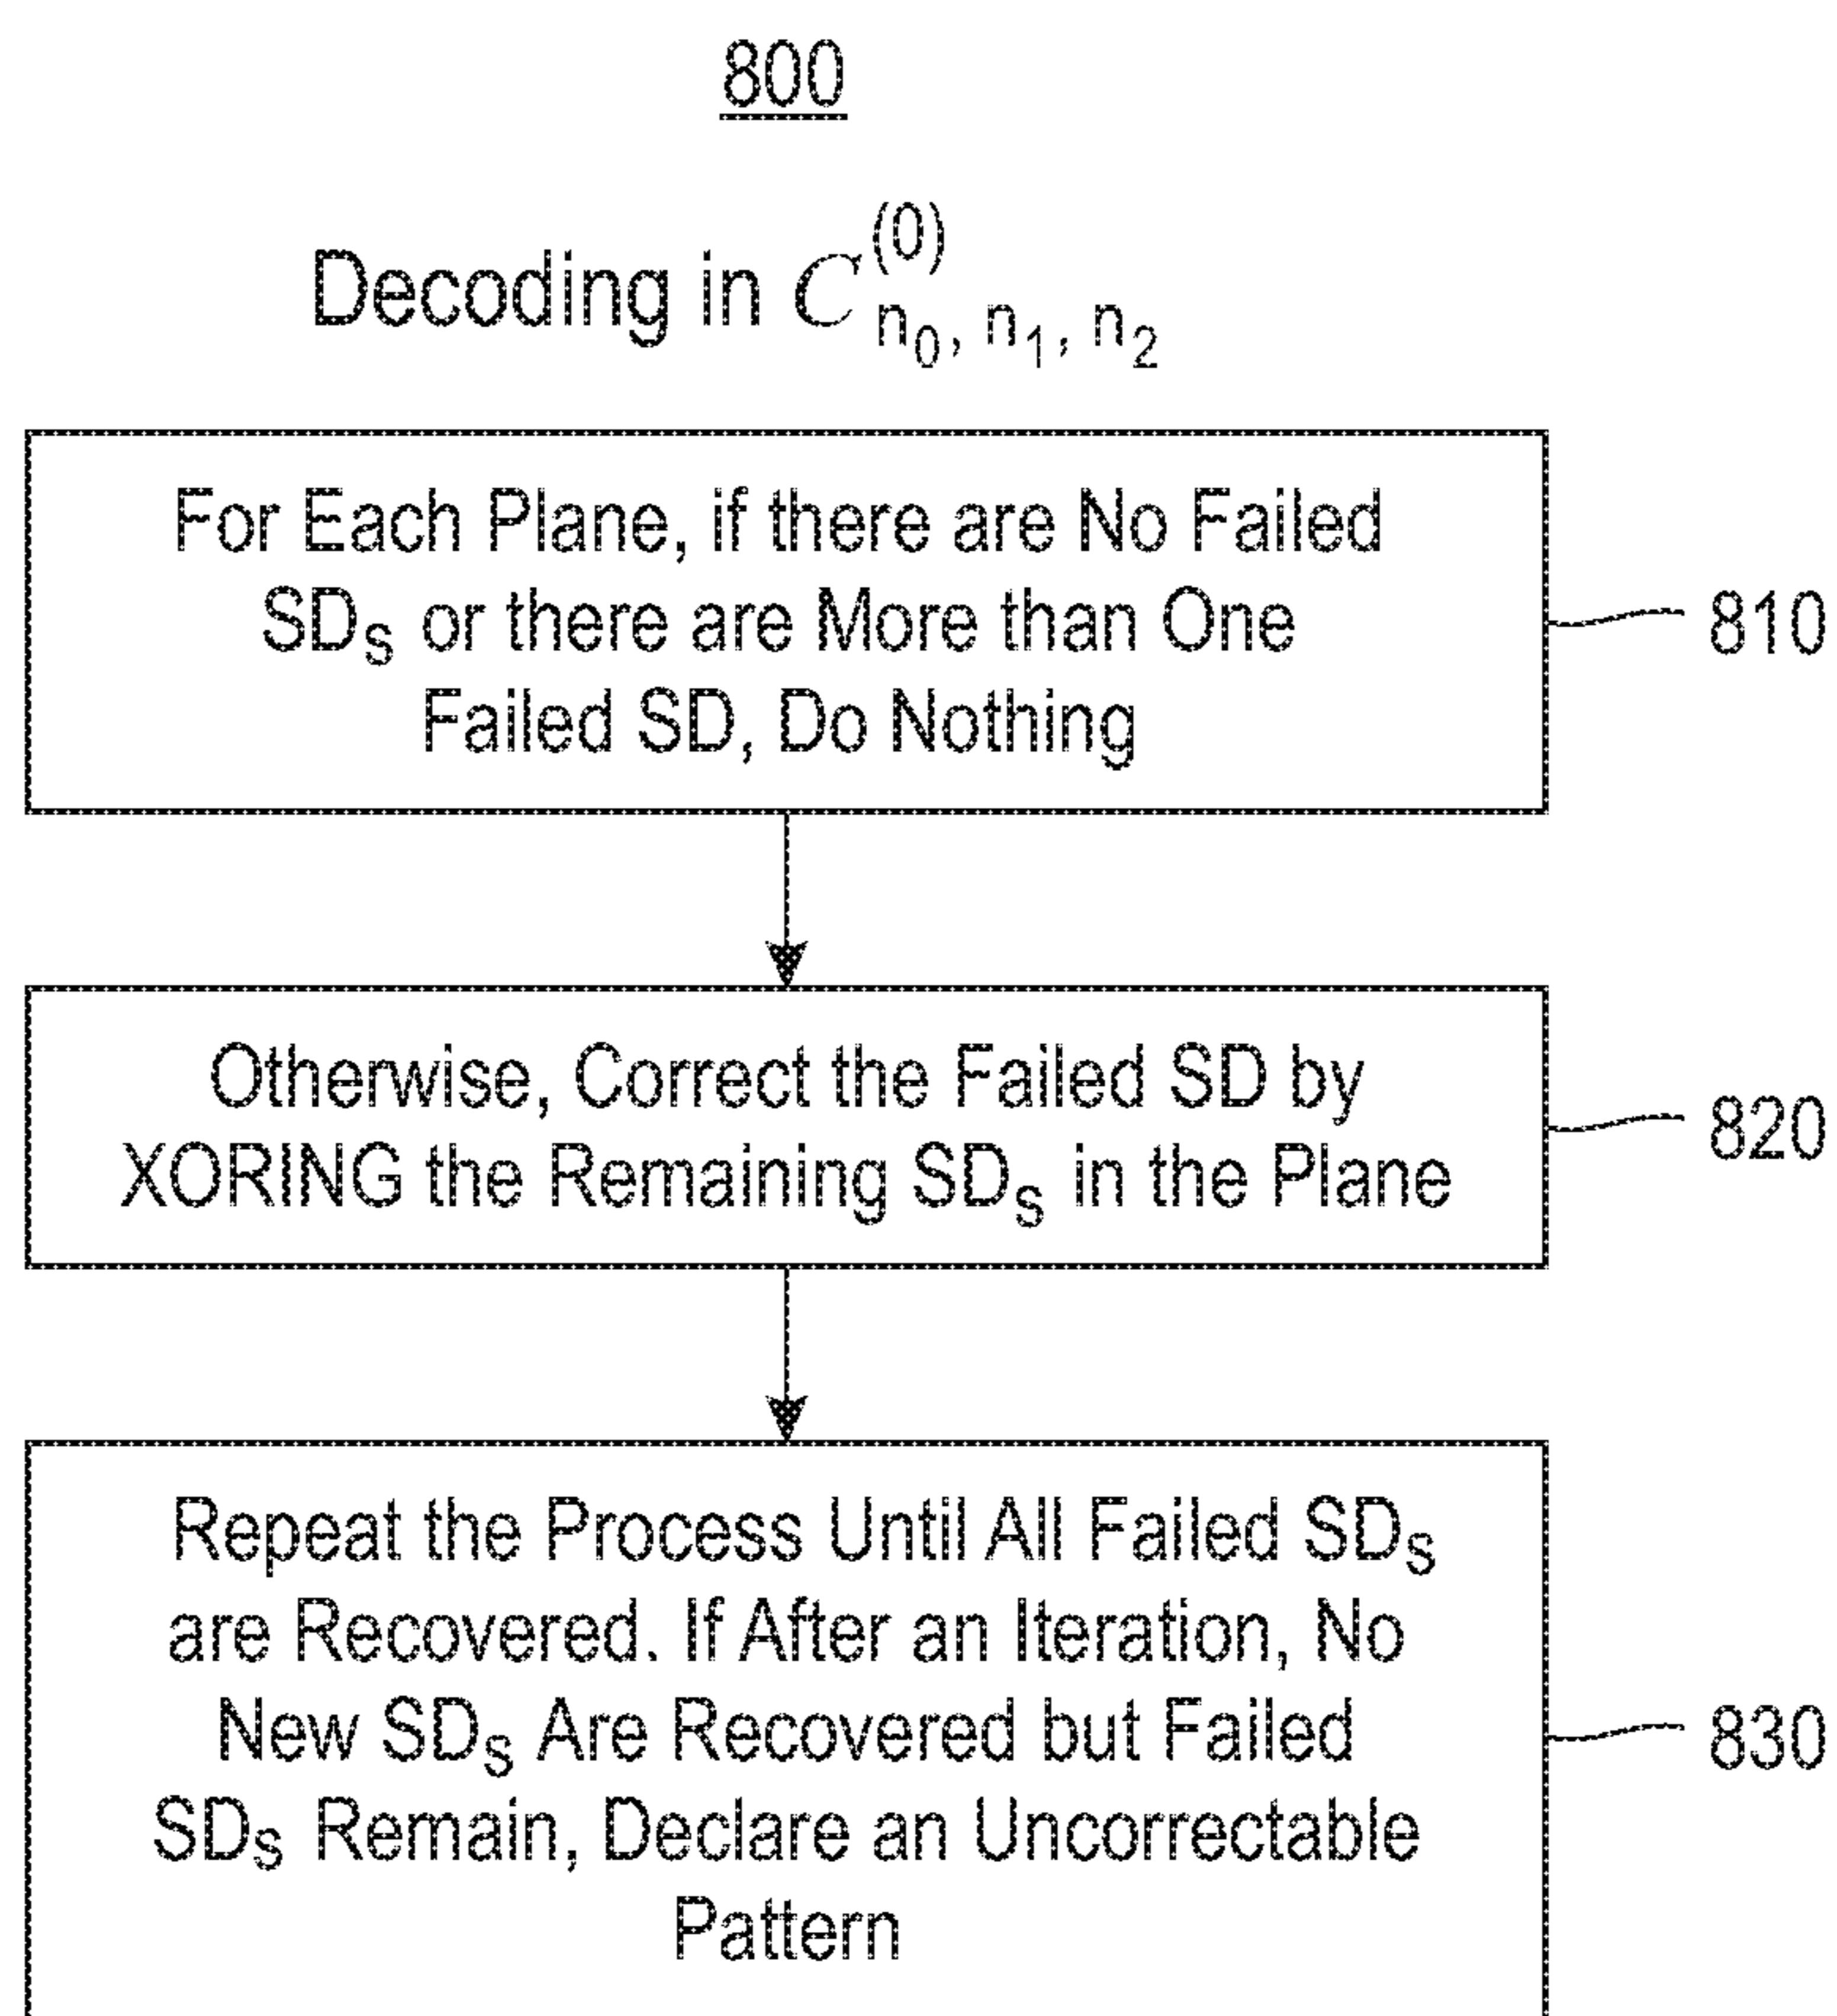 800
Decoding in C^(0)_n0, n1, n2
For Each Plane, if there are No Failed
SDs or there are More than One
Failed SD, Do Nothing
810
Otherwise, Correct the Failed SD by
XORING the Remaining SDs in the Plane
820
Repeat the Process Until All Failed SDs
are Recovered. If After an Iteration, No
New SDs Are Recovered but Failed
SDs Remain, Declare an Uncorrectable
Pattern
830